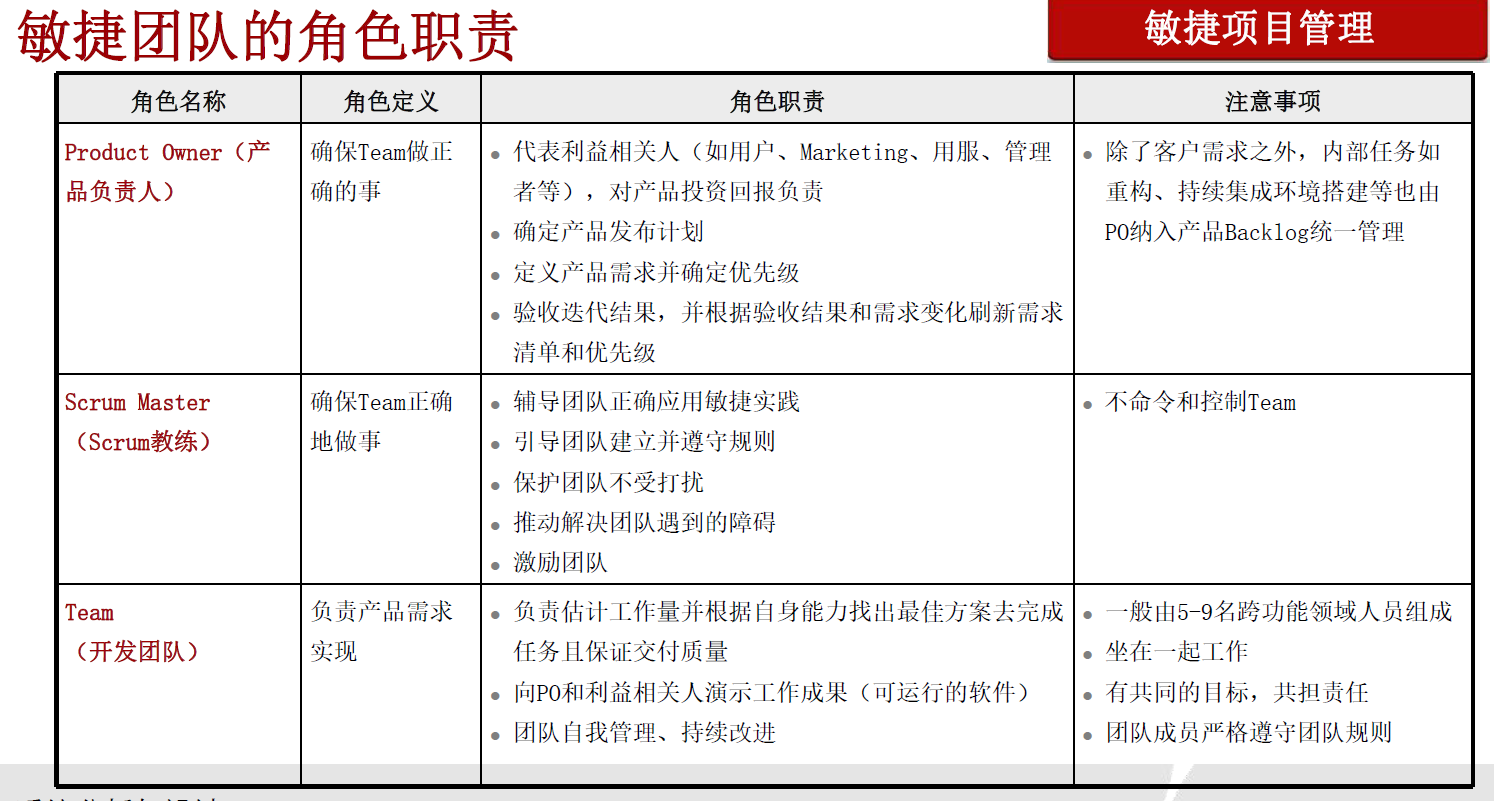 敏捷团队的角色职责
敏捷项目管理
角色名称
角色定义
角色职责
注意事项
Product Owner（产
品负责人）
确保Team做正
确的事
● 代表利益相关人（如用户、Marketing、用服、管理
者等），对产品投资回报负责
● 确定产品发布计划
● 定义产品需求并确定优先级
● 验收迭代结果，并根据验收结果和需求变化刷新需求
清单和优先级
● 除了客户需求之外，内部任务如
重构、持续集成环境搭建等也由
PO纳入产品Backlog统一管理
Scrum Master
（Scrum教练）
确保Team正确
地做事
● 辅导团队正确应用敏捷实践
● 引导团队建立并遵守规则
● 保护团队不受打扰
● 推动解决团队遇到的障碍
● 激励团队
● 不命令和控制Team
Team
（开发团队）
负责产品需求
实现
● 负责估计工作量并根据自身能力找出最佳方案去完成
任务且保证交付质量
● 向PO和利益相关人演示工作成果（可运行的软件）
● 团队自我管理、持续改进
● 一般由5-9名跨功能领域人员组成
● 坐在一起工作
● 有共同的目标，共担责任
● 团队成员严格遵守团队规则